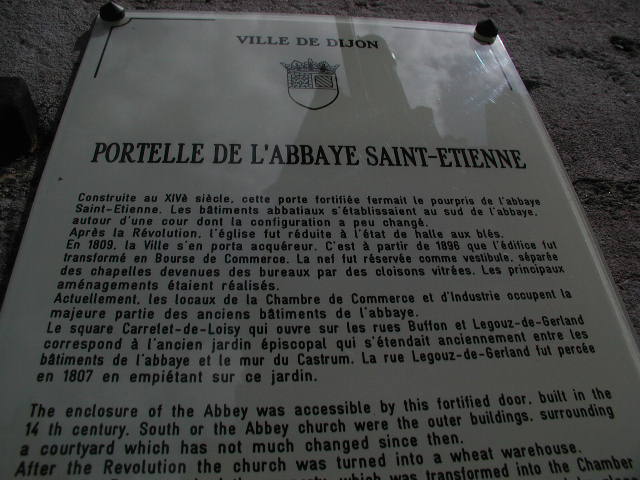 VILLE DE DIJON
PORTELLE DE L'ABBAYE SAINT-ETIENNE
Construite au XIVè siècle, cette porte fortifiée fermait le pourpris de l'abbaye
Saint-Etienne. Les bâtiments abbatiaux s'établissaient au sud de l'abbaye,
autour d'une cour dont la configuration a peu changé.
Après la Révolution, l'église fut réduite à l'état de halle aux blés.
En 1809, la Ville s'en porta acquéreur. C'est à partir de 1896 que l'édifice fut
transformé en Bourse de Commerce. La nef fut réservée comme vestibule, séparée
des chapelles devenues des bureaux par des cloisons vitrées. Les principaux
aménagements étaient réalisés.
Actuellement, les locaux de la Chambre de Commerce et d'Industrie occupent la
majeure partie des anciens bâtiments de l'abbaye.
Le square Carrelet-de-Loisy qui ouvre sur les rues Buffon et Legouz-de-Gerland
correspond à l'ancien jardin épiscopal qui s'étendait anciennement entre les
bâtiments de l'abbaye et le mur du Castrum. La rue Legouz-de-Gerland fut percée
en 1807 en empiétant sur ce jardin.
The enclosure of the Abbey was accessible by this fortified door, built in the
14 th century. South or the Abbey church were the outer buildings, surrounding
a courtyard which has not much changed since then.
After the Revolution the church was turned into a wheat warehouse.
which was transformed into the Chamber